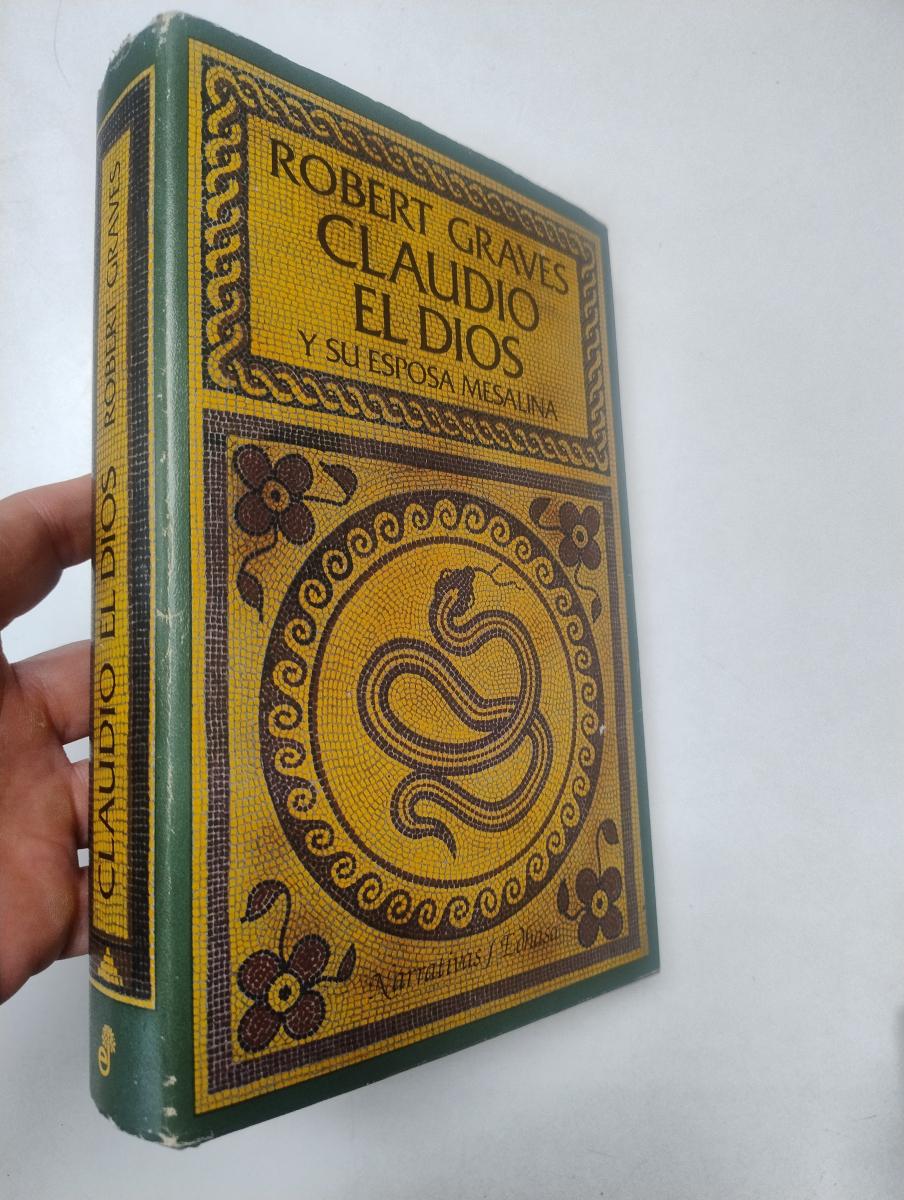 ROBERT GRAVES
CLAUDIO
EL DIOS
Y SU ESPOSA MESALINA
Narrativas / Edhasa
CLAUDIO EL DIOS ROBERT GRAVES
e